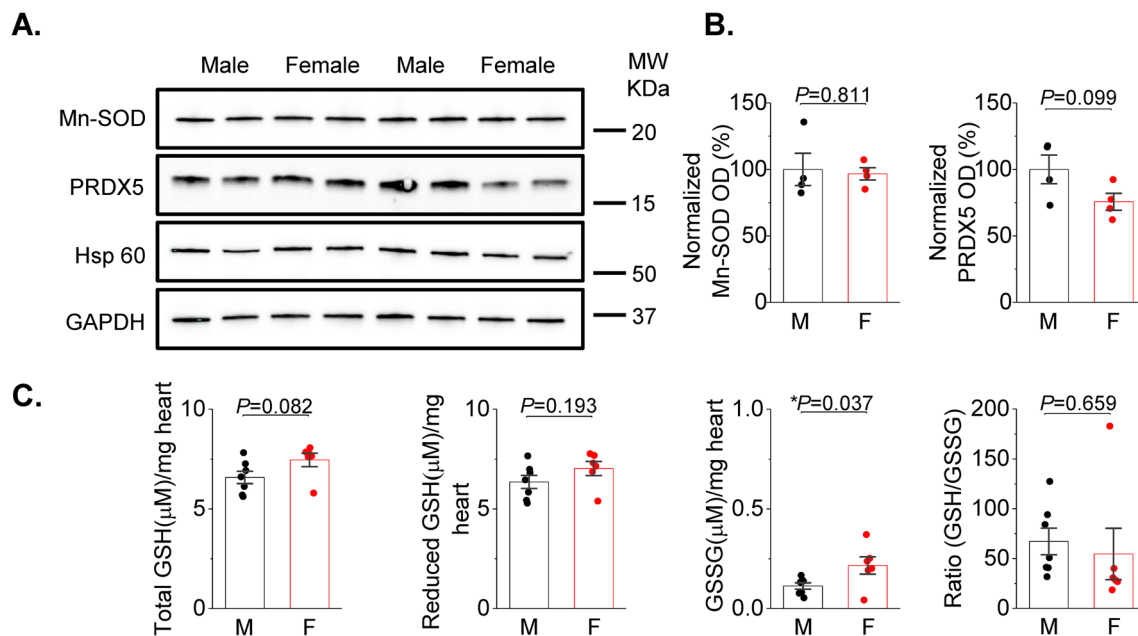 A.
Male Female Male Female
MW
KDa
Mn-SOD
20
PRDX5
15
Hsp 60
50
GAPDH
37
B.
Normalized
Mn-SOD OD (%)
150
100
50
0
P=0.811
M F
Normalized
PRDX5 OD (%)
150
100
50
0
P=0.099
M F
C.
Total GSH(μM)/mg heart
10
5
0
P=0.082
M F
Reduced GSH(μM)/mg
heart
10
5
0
P=0.193
M F
GSSG(μM)/mg heart
1.0
0.5
0.0
*P=0.037
M F
Ratio (GSH/GSSG)
200
150
100
50
0
P=0.659
M F